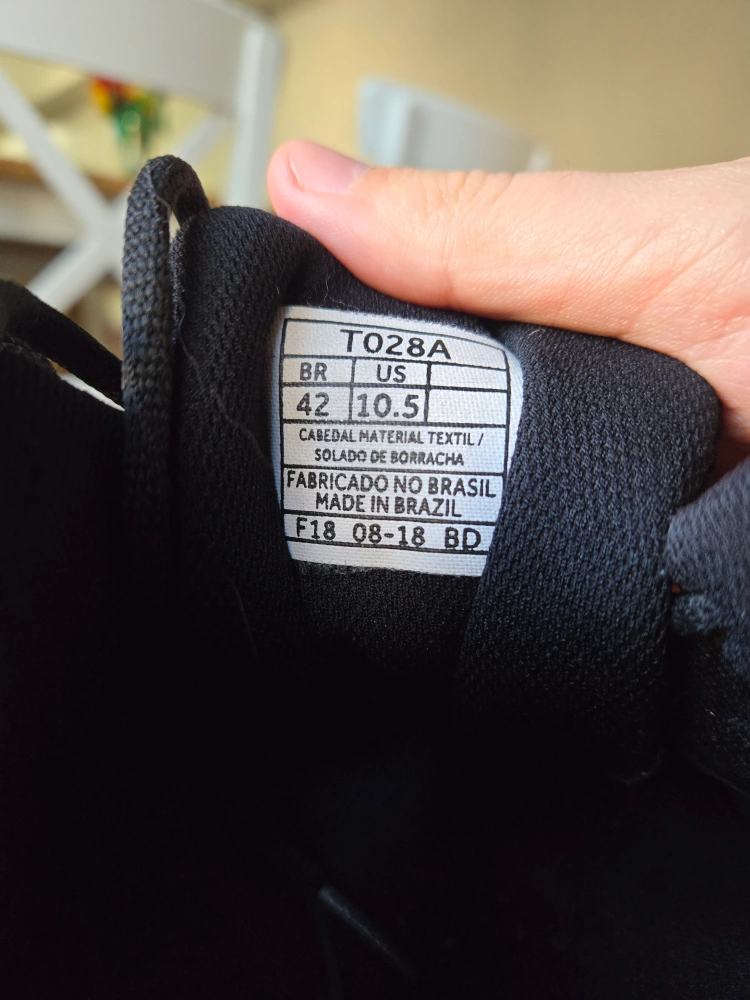 T028A
BR US
42 10.5
CABEDAL MATERIAL TEXTIL /
SOLADO DE BORRACHA
FABRICADO NO BRASIL
MADE IN BRAZIL
F18 08-18 BD